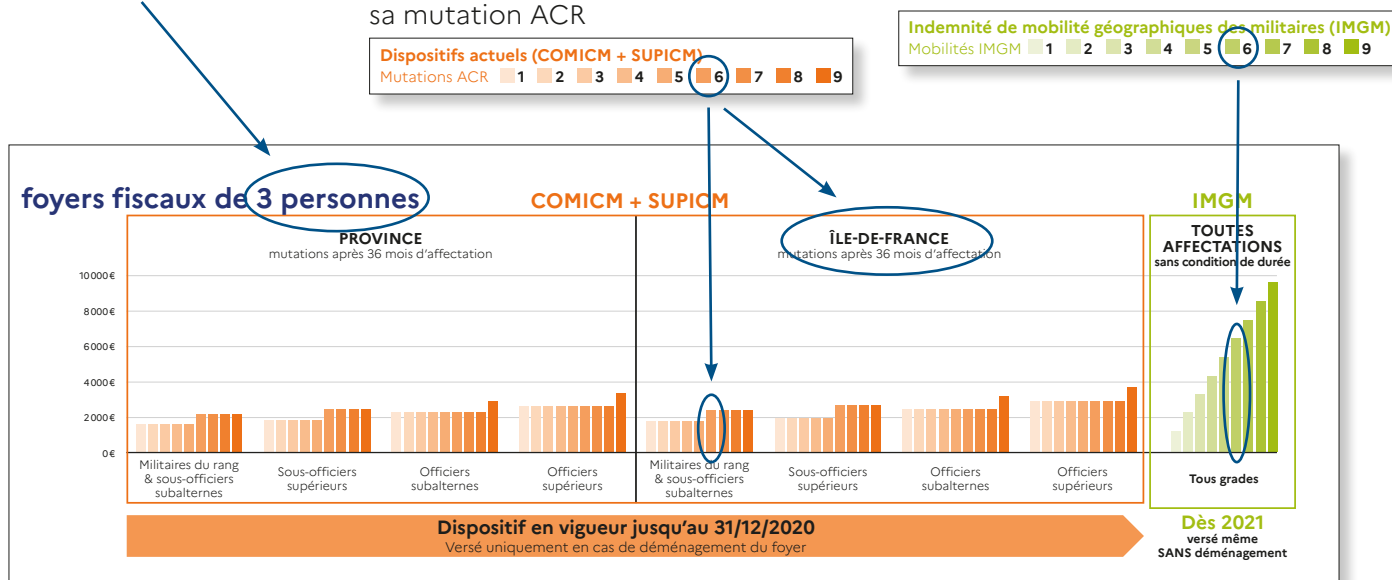 sa mutation ACR
Dispositifs actuels (COMICM + SUPICM)
Mutations ACR 1 2 3 4 5 6 7 8 9
Indemnité de mobilité géographiques des militaires (IMGM)
Mobilités IMGM 1 2 3 4 5 6 7 8 9
foyers fiscaux de 3 personnes
COMICM + SUPICM
IMGM
PROVINCE
mutations après 36 mois d'affectation
ÎLE-DE-FRANCE
mutations après 36 mois d'affectation
TOUTES
AFFECTATIONS
sans condition de durée
10000€
8000€
6000€
4000€
2000€
0€
Militaires du rang
& sous-officiers
subalternes
Sous-officiers
supérieurs
Officiers
subalternes
Officiers
supérieurs
Militaires du rang
& sous-officiers
subalternes
Sous-officiers
supérieurs
Officiers
subalternes
Officiers
supérieurs
Tous grades
Dispositif en vigueur jusqu'au 31/12/2020
Versé uniquement en cas de déménagement du foyer
Dès 2021
versé même
SANS déménagement